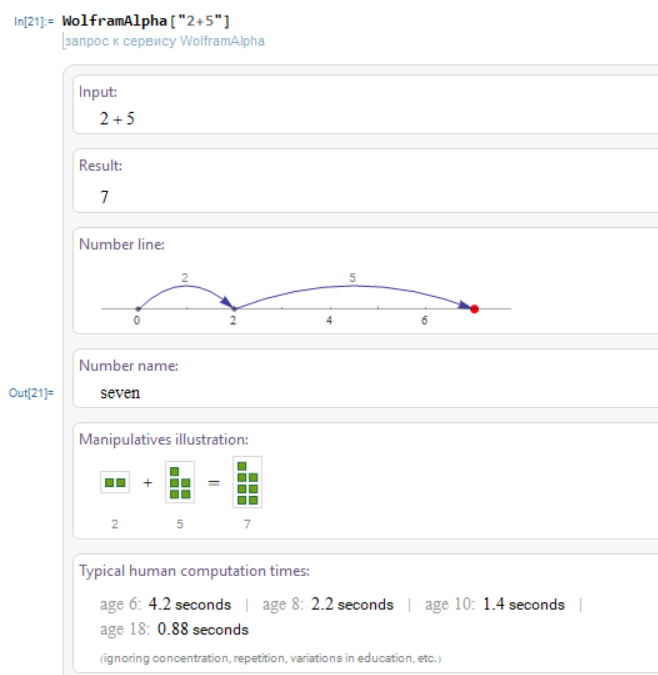 In[21]:= WolframAlpha["2+5"]
запрос к сервису WolframAlpha
Input:
2 + 5
Result:
7
Number line:
2 5
0 2 4 6
Number name:
Out[21]= seven
Manipulatives illustration:
+ =
2 5 7
Typical human computation times:
age 6: 4.2 seconds | age 8: 2.2 seconds | age 10: 1.4 seconds |
age 18: 0.88 seconds
(ignoring concentration, repetition, variations in education, etc.)